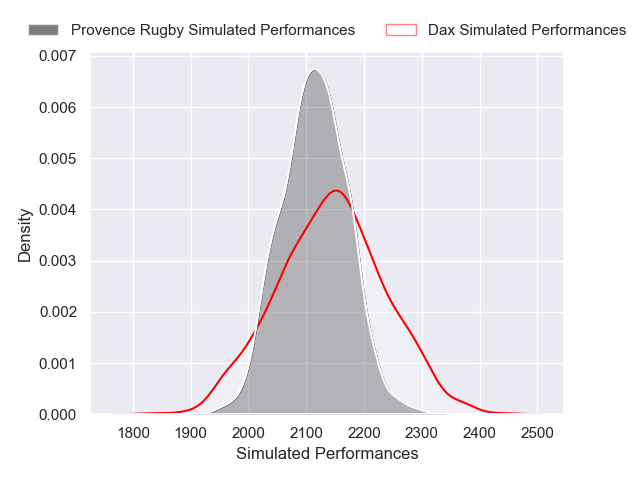 Provence Rugby Simulated Performances
Dax Simulated Performances
0.007
0.006
0.005
0.004
0.003
0.002
0.001
0.000
Density
1800 1900 2000 2100 2200 2300 2400 2500
Simulated Performances